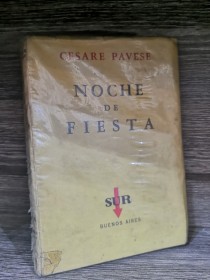 CESARE PAVESE
NOCHE
DE
FIESTA
SUR
BUENOS AIRES